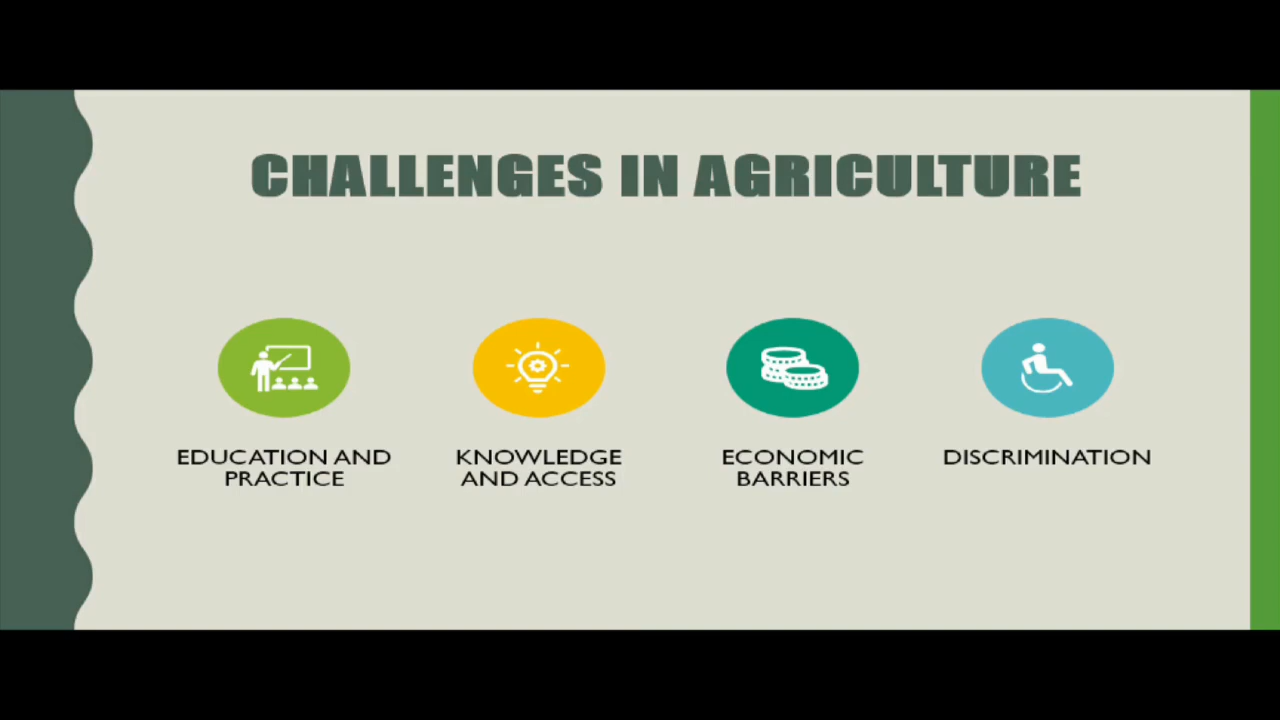 CHALLENGES IN AGRICULTURE
EDUCATION AND
PRACTICE
KNOWLEDGE
AND ACCESS
ECONOMIC
BARRIERS
DISCRIMINATION